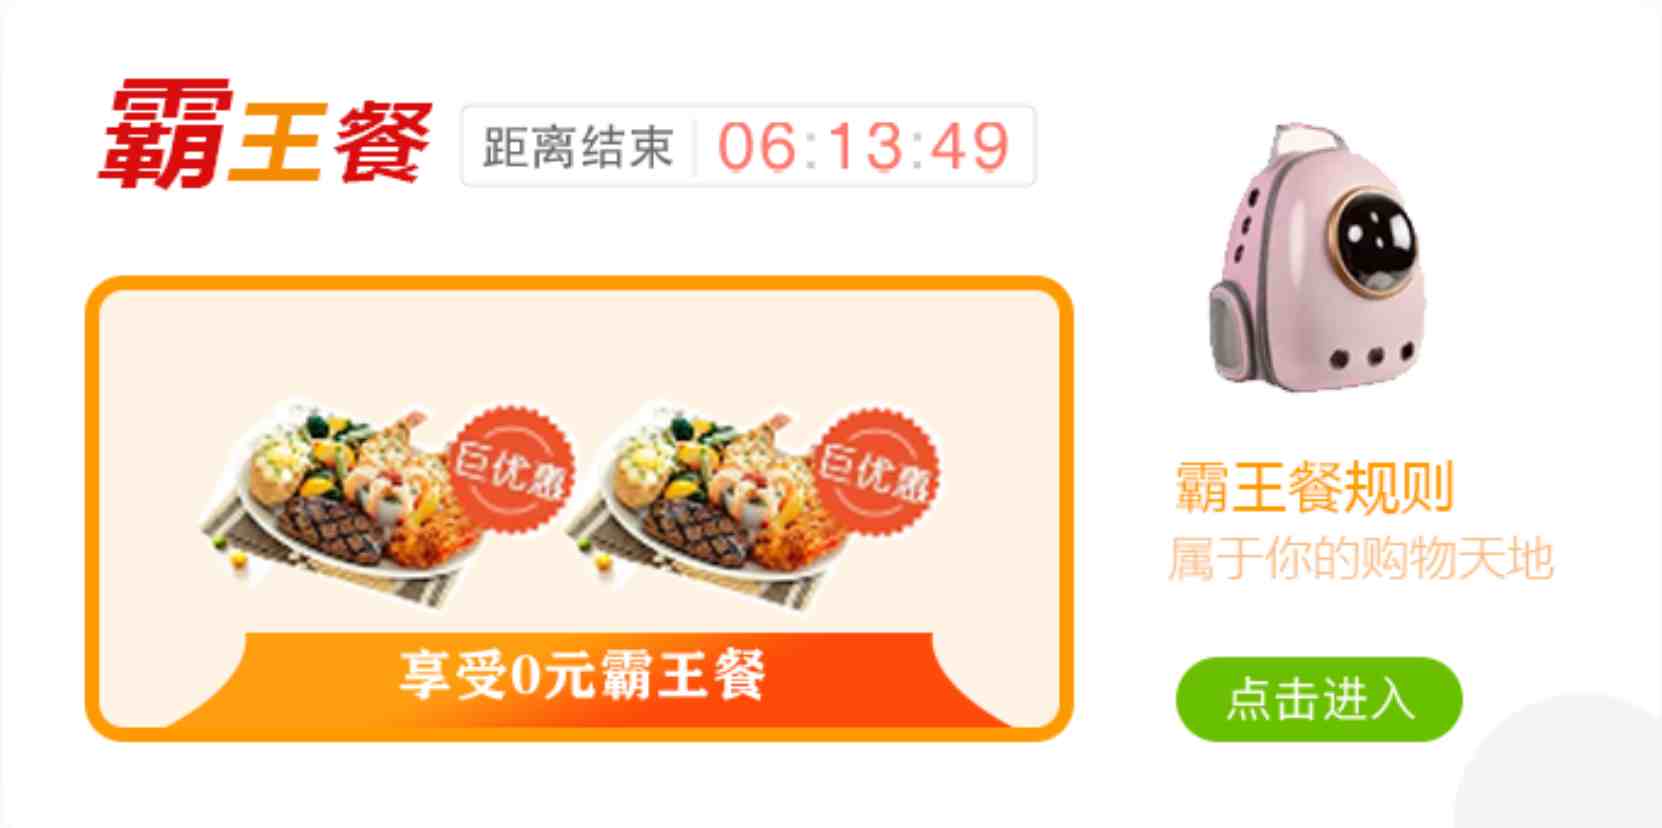 霸王餐
距离结束 06:13:49
巨优惠 巨优惠
享受0元霸王餐
霸王餐规则
属于你的购物天地
点击进入